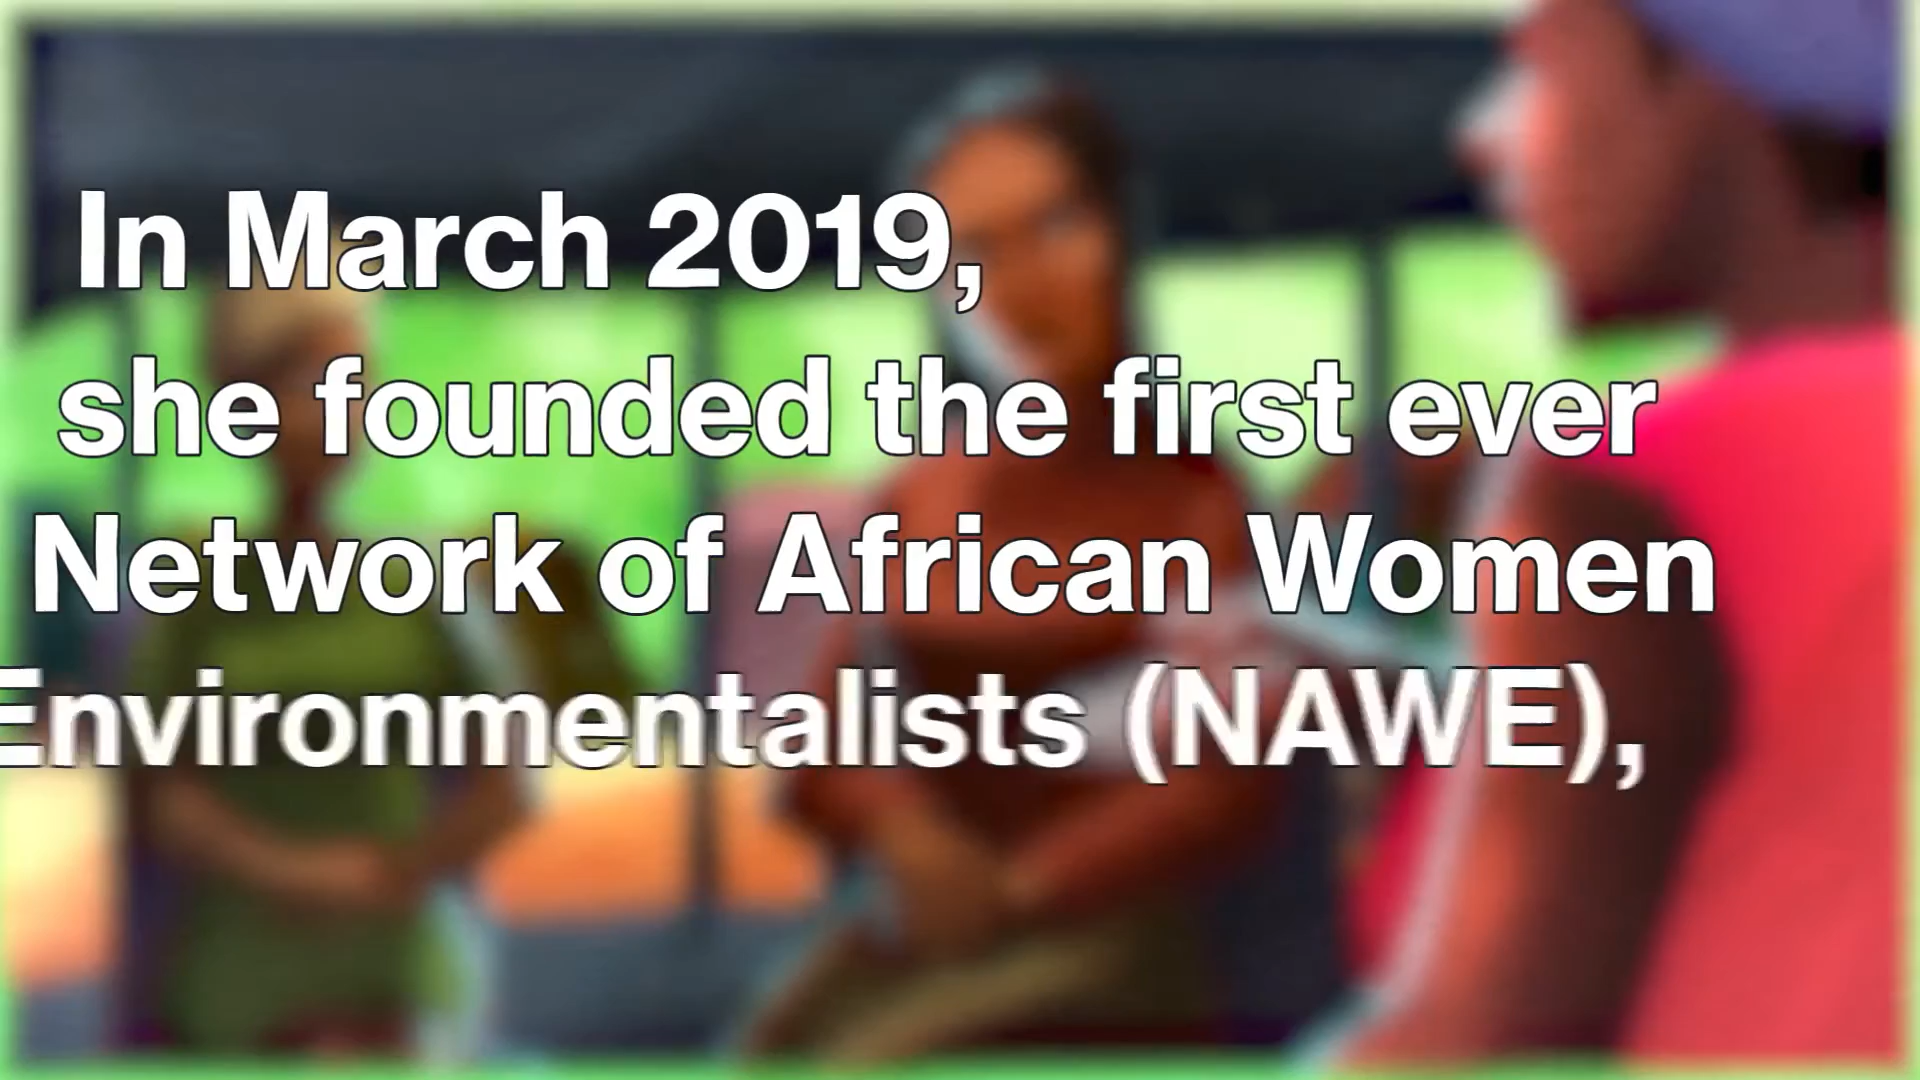 In March 2019,
she founded the first ever
Network of African Women
Environmentalists (NAWE),